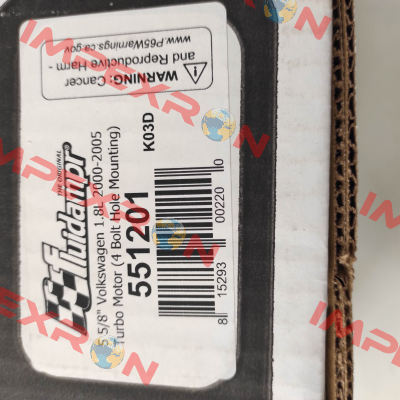 THE ORIGINAL
fluidampr
5 5/8" Volkswagen 1.8L 2000-2005
Turbo Motor (4 Bolt Hole Mounting)
551201
K03D
8 15293 00220 0
WARNING: Cancer
and Reproductive Harm -
www.P65Warnings.ca.gov
IMPEXRON
IMPEXRON
IMPEXRON